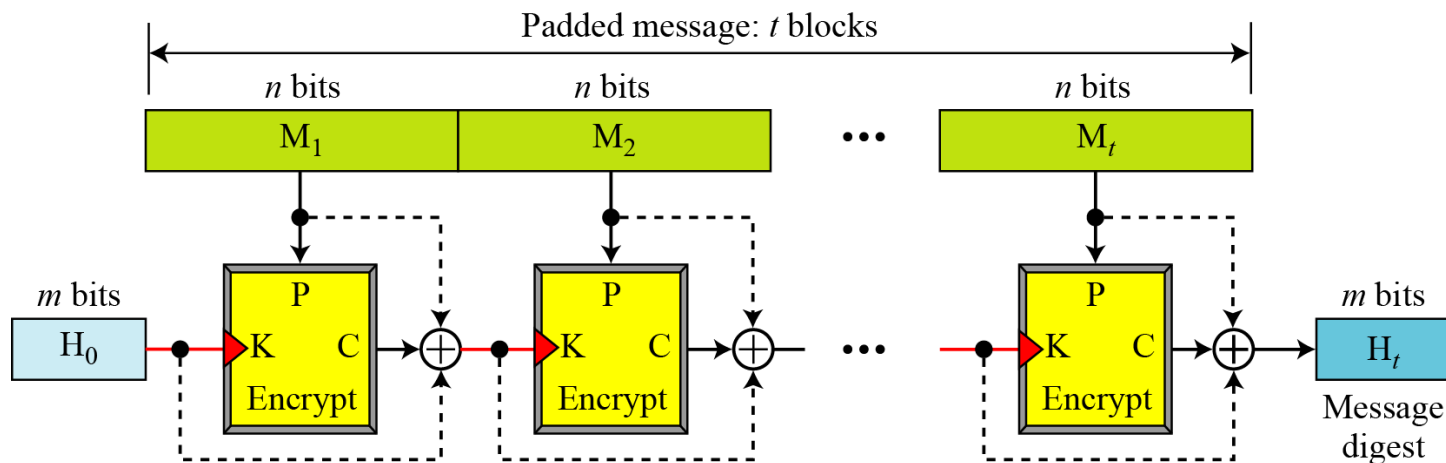 Padded message: t blocks
n bits
n bits
n bits
M₁
M₂
•••
Mₜ
m bits
H₀
P
K
C
Encrypt
P
K
C
Encrypt
•••
P
K
C
Encrypt
m bits
Hₜ
Message
digest